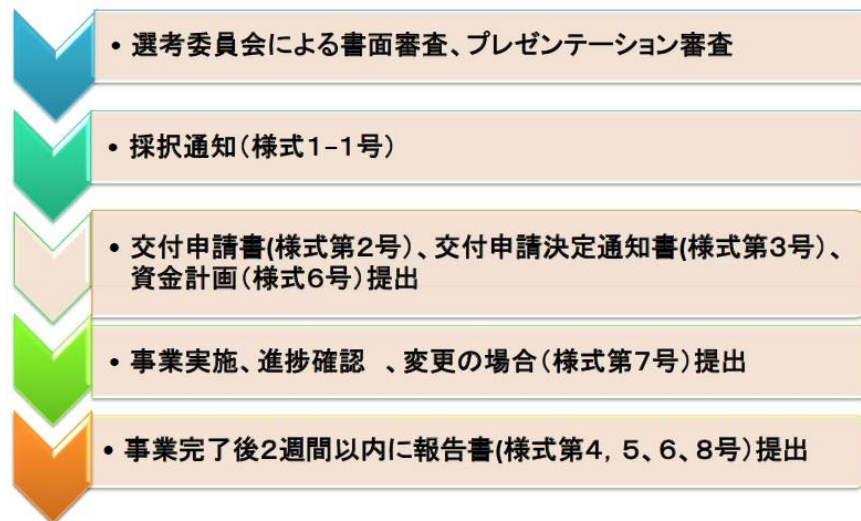 • 選考委員会による書面審査、プレゼンテーション審査
• 採択通知（様式１－１号）
• 交付申請書(様式第２号)、交付申請決定通知書(様式第３号)、
資金計画（様式６号）提出
• 事業実施、進捗確認　、変更の場合（様式第７号）提出
• 事業完了後２週間以内に報告書(様式第４，５、６、８号）提出